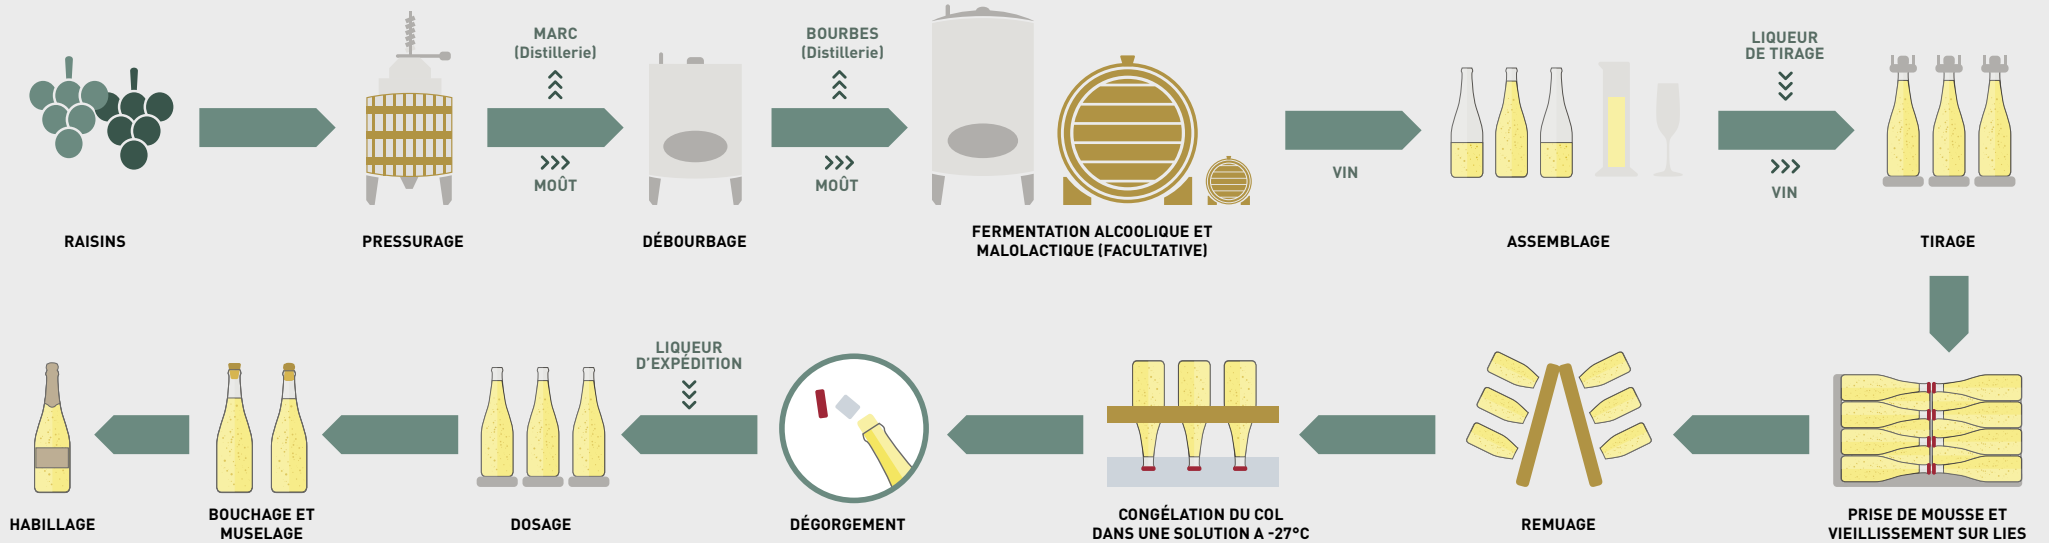 MARC
(Distillerie)
BOURBES
(Distillerie)
LIQUEUR
DE TIRAGE
>>>
MOÛT
>>>
MOÛT
VIN
>>>
VIN
RAISINS
PRESSURAGE
DÉBOURBAGE
FERMENTATION ALCOOLIQUE ET
MALOLACTIQUE (FACULTATIVE)
ASSEMBLAGE
TIRAGE
LIQUEUR
D'EXPÉDITION
HABILLAGE
BOUCHAGE ET
MUSELAGE
DOSAGE
DÉGORGEMENT
CONGÉLATION DU COL
DANS UNE SOLUTION A -27°C
REMUAGE
PRISE DE MOUSSE ET
VIEILLISSEMENT SUR LIES